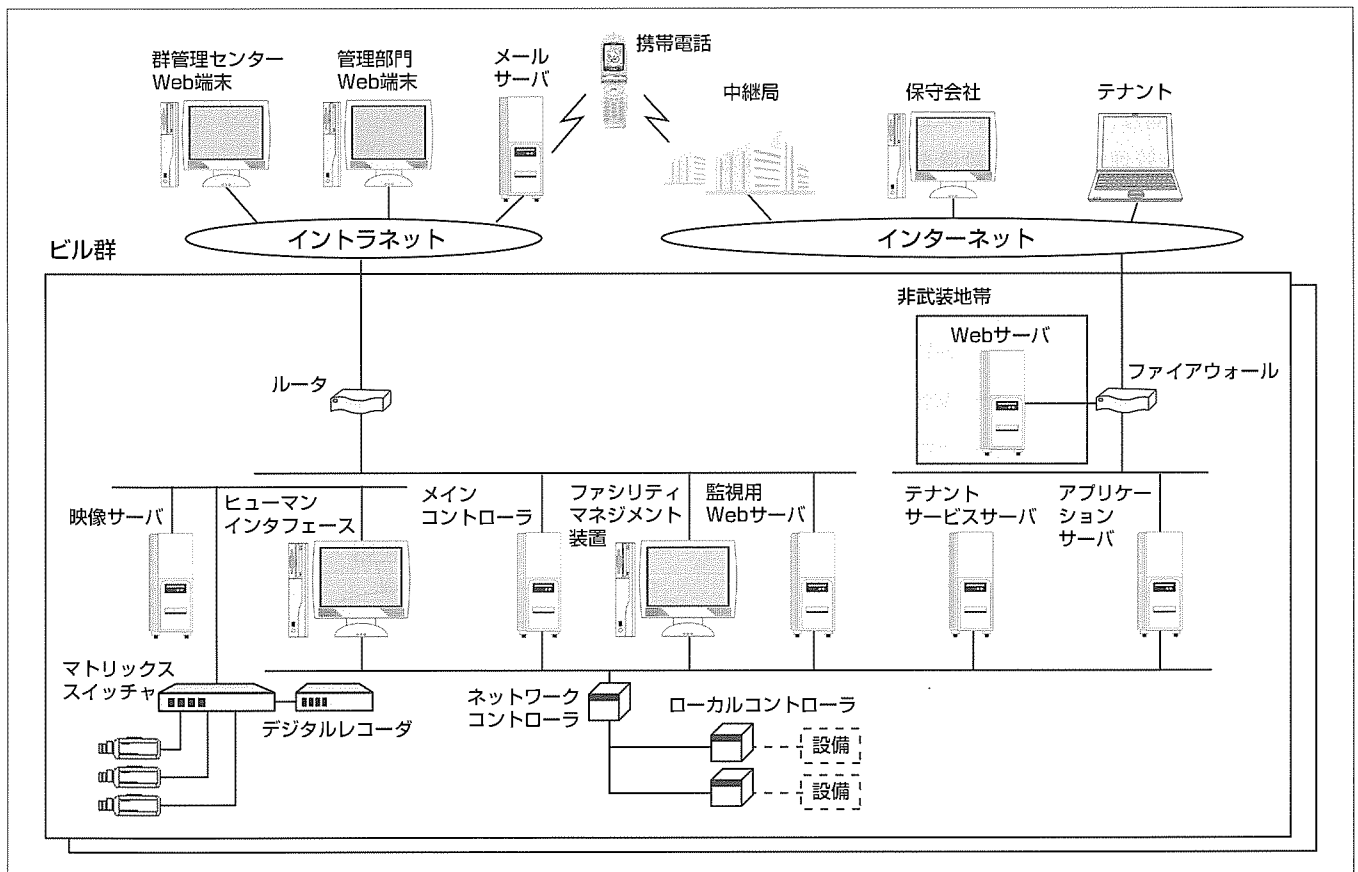 群管理センター
Web端末
管理部門
Web端末
メール
サーバ
携帯電話
中継局
保守会社
テナント
イントラネット
インターネット
ビル群
非武装地帯
Webサーバ
ルータ
ファイアウォール
映像サーバ
ヒューマン
インタフェース
メイン
コントローラ
ファシリティ
マネジメント
装置
監視用
Webサーバ
テナント
サービスサーバ
アプリケー
ション
サーバ
マトリックス
スイッチャ
デジタルレコーダ
ネットワーク
コントローラ
ローカルコントローラ
設備
設備